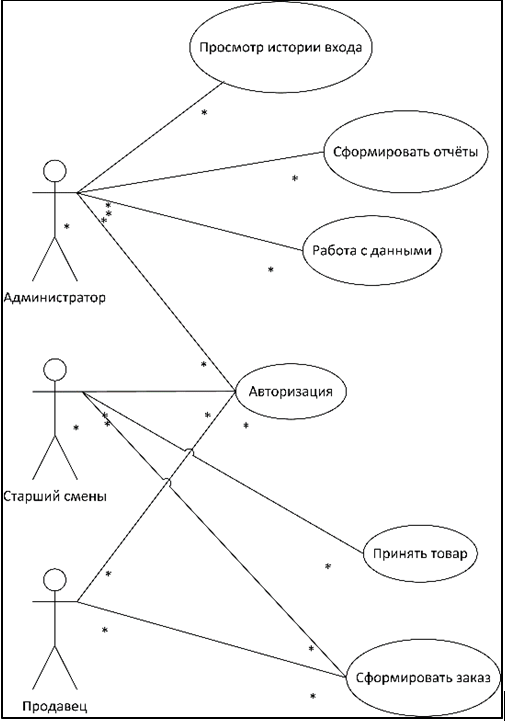 Просмотр истории входа
Сформировать отчёты
Работа с данными
Администратор
Авторизация
Старший смены
Принять товар
Сформировать заказ
Продавец